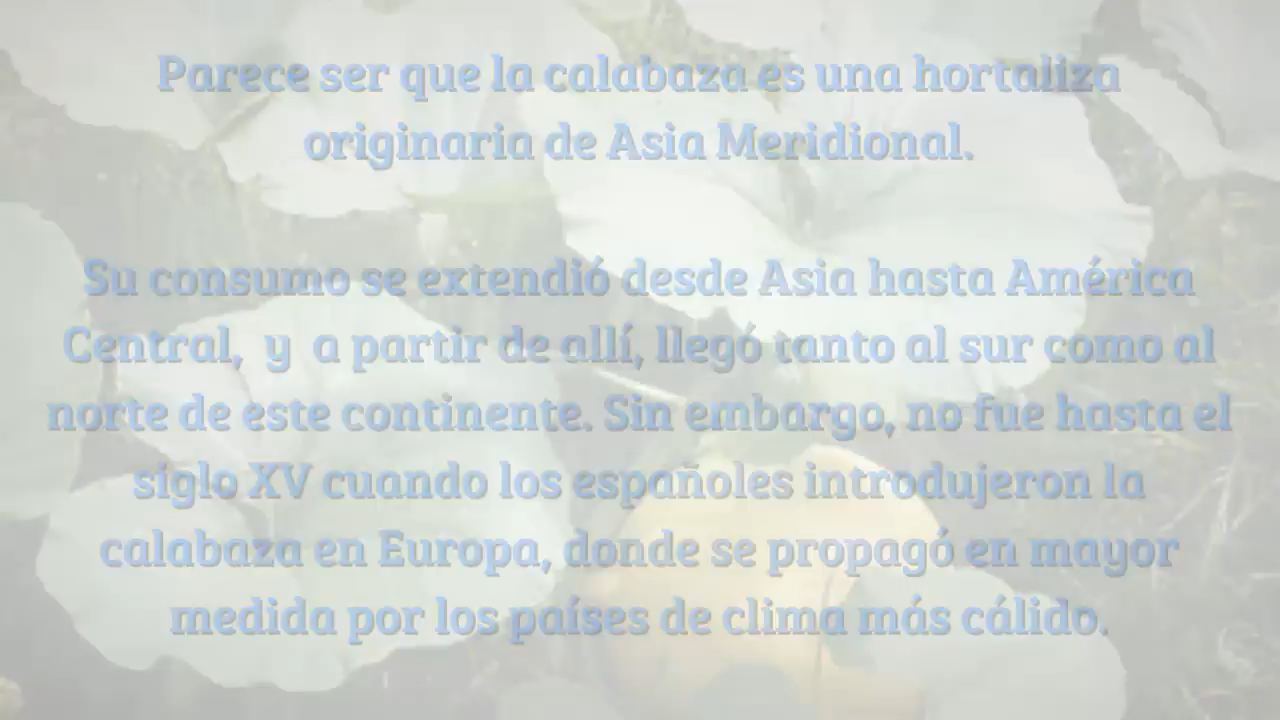 Parece ser que la calabaza es una hortaliza
originaria de Asia Meridional.
Su consumo se extendió desde Asia hasta América
Central, y a partir de allí, llegó tanto al sur como al
norte de este continente. Sin embargo, no fue hasta el
siglo XV cuando los españoles introdujeron la
calabaza en Europa, donde se propagó en mayor
medida por los países de clima más cálido.